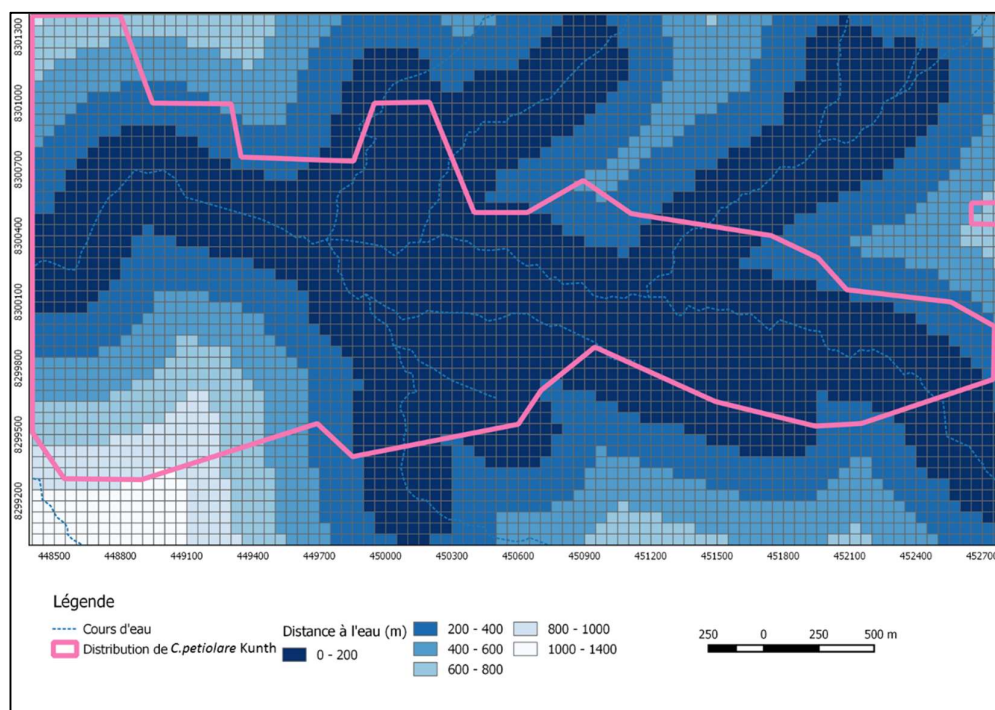 8301300
8301000
8300700
8300400
8300100
8299800
8299500
8299200
448500 448800 449100 449400 449700 450000 450300 450600 450900 451200 451500 451800 452100 452400 452700
Légende
Cours d'eau
Distribution de C.petiolare Kunth
Distance à l'eau (m)
0 - 200
200 - 400
400 - 600
600 - 800
800 - 1000
1000 - 1400
250 0 250 500 m